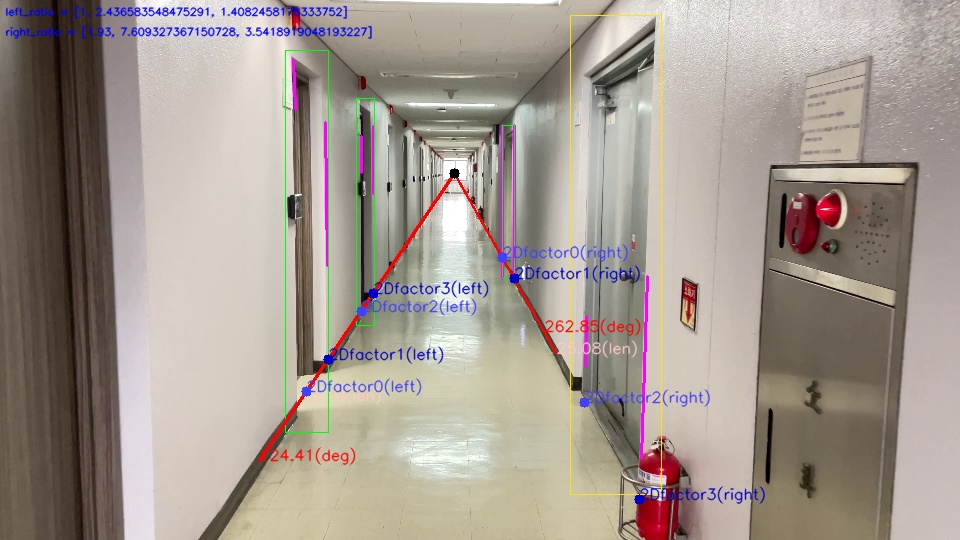 left_ratio = [1, 2.436583548475291, 1.408245817
right_ratio = [1.93, 7.609327367150728, 3.5418919048193227]
2Dfactor0(right)
2Dfactor1(right)
2Dfactor3(left)
2Dfactor2(left)
262.85(deg)
2Dfactor1(left)
2Dfactor0(left)
2Dfactor2(right)
24.41(deg)
2Dfactor3(right)